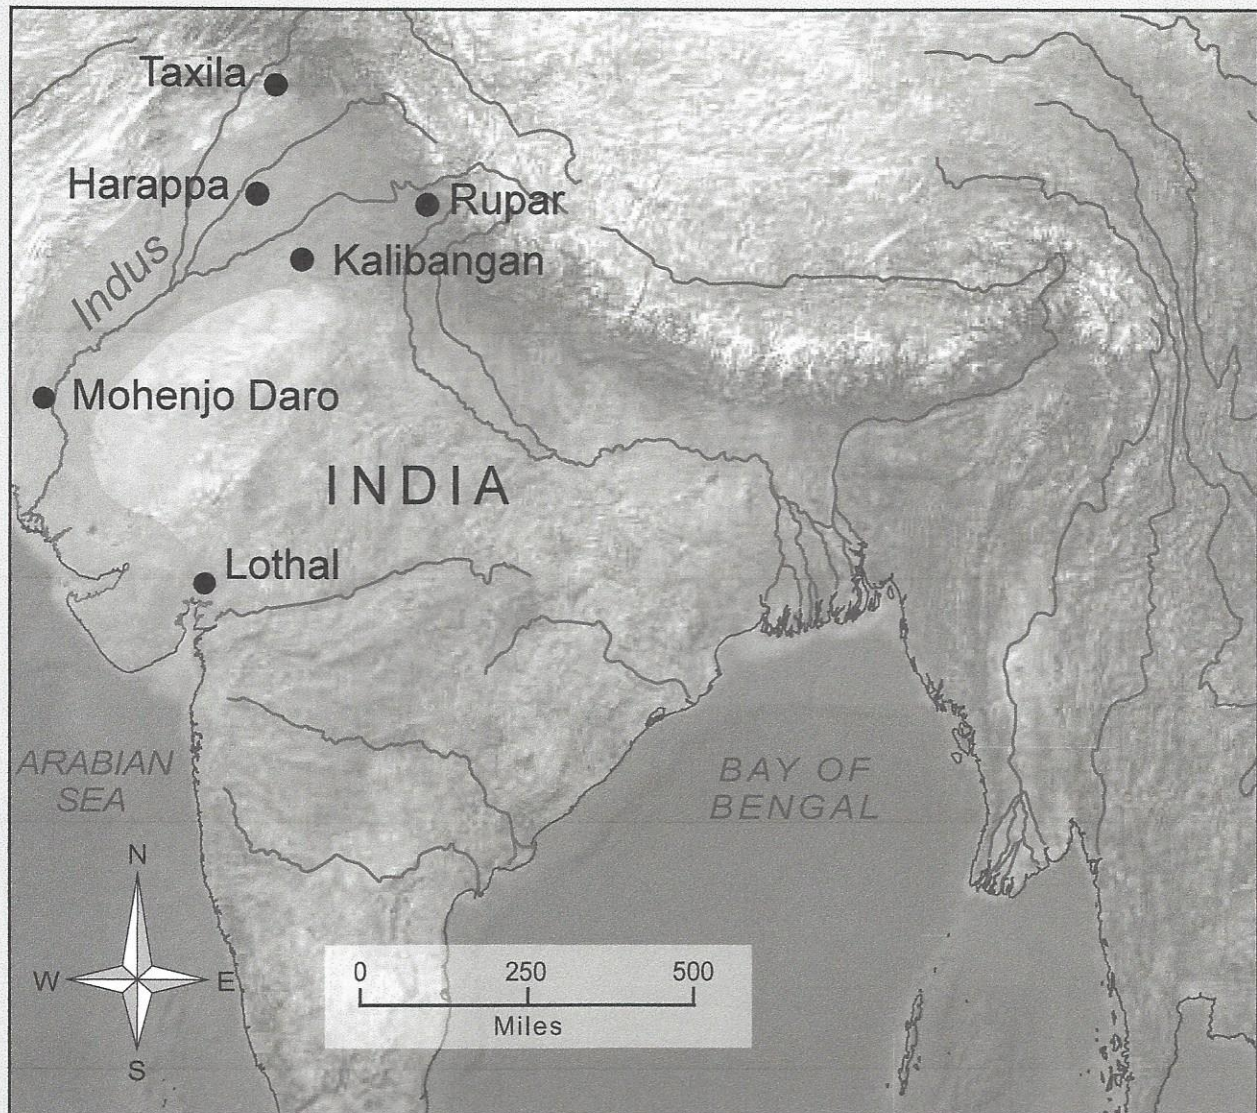 Taxila
Harappa
Rupar
Indus
Kalibangan
Mohenjo Daro
INDIA
Lothal
ARABIAN
SEA
BAY OF
BENGAL
N
W
E
S
0 250 500
Miles